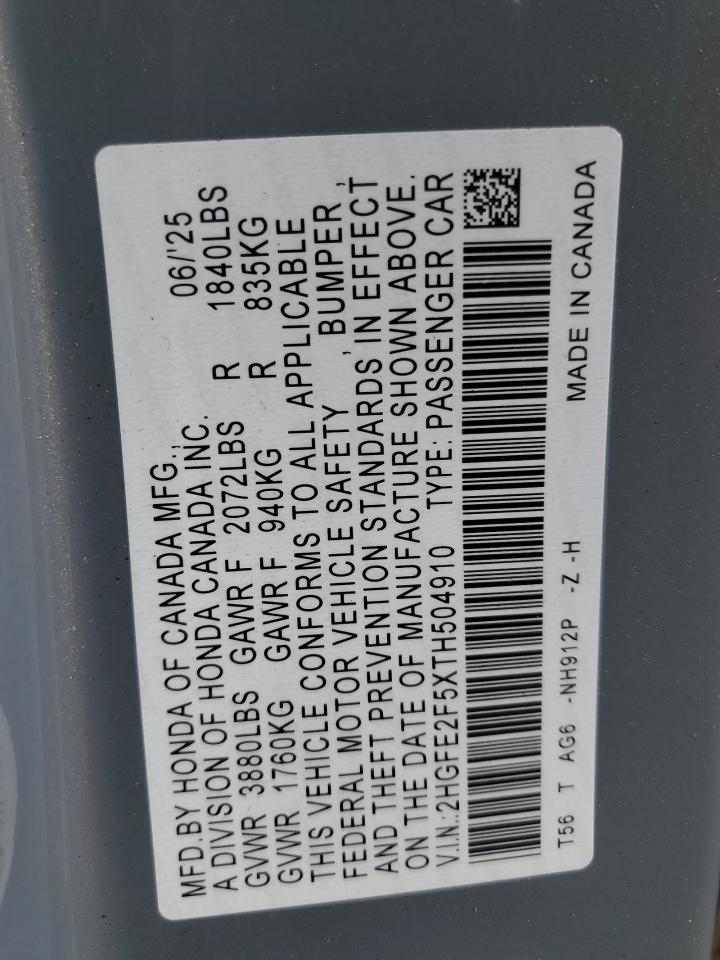 MFD.BY HONDA OF CANADA MFG., 06/'25
A DIVISION OF HONDA CANADA INC.
GVWR 3880LBS GAWR F 2072LBS R 1840LBS
GVWR 1760KG GAWR F 940KG R 835KG
THIS VEHICLE CONFORMS TO ALL APPLICABLE
FEDERAL MOTOR VEHICLE SAFETY , BUMPER ,
AND THEFT PREVENTION STANDARDS IN EFFECT
ON THE DATE OF MANUFACTURE SHOWN ABOVE.
V.I.N.:2HGFE2F5XTH504910 TYPE: PASSENGER CAR
T56 T AG6 -NH912P -Z -H MADE IN CANADA